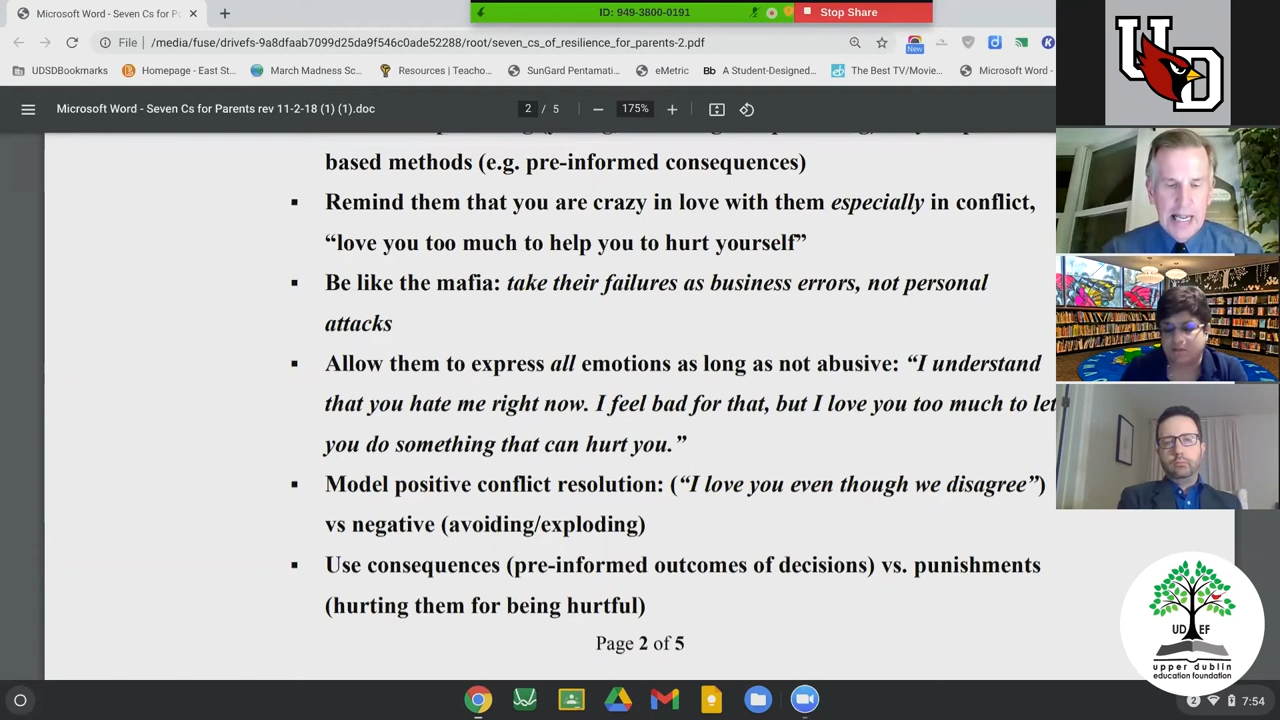 Microsoft Word - Seven Cs for Pa
ID: 949-3800-0191
Stop Share
File
/media/fuse/drivefs-9a8dfab7099d25da9f546c0ade52288/root/seven_cs_of_resilience_for_parents-2.pdf
New
UDSDBookmarks
Homepage - East St...
March Madness Sc...
Resources | Texpo...
SunGard Pentamati...
eMetric
Bb
A Student-Designed...
The Best TV/Movie...
Microsoft Word
Microsoft Word - Seven Cs for Parents rev 11-2-18 (1) (1).doc
2 / 5
175%
based methods (e.g. pre-informed consequences)
▪ Remind them that you are crazy in love with them especially in conflict,
“love you too much to help you to hurt yourself”
▪ Be like the mafia: take their failures as business errors, not personal
attacks
▪ Allow them to express all emotions as long as not abusive: “I understand
that you hate me right now. I feel bad for that, but I love you too much to let
you do something that can hurt you.”
▪ Model positive conflict resolution: (“I love you even though we disagree”)
vs negative (avoiding/exploding)
▪ Use consequences (pre-informed outcomes of decisions) vs. punishments
(hurting them for being hurtful)
Page 2 of 5
UD
UD EF
upper dublin
education foundation
2
7:54